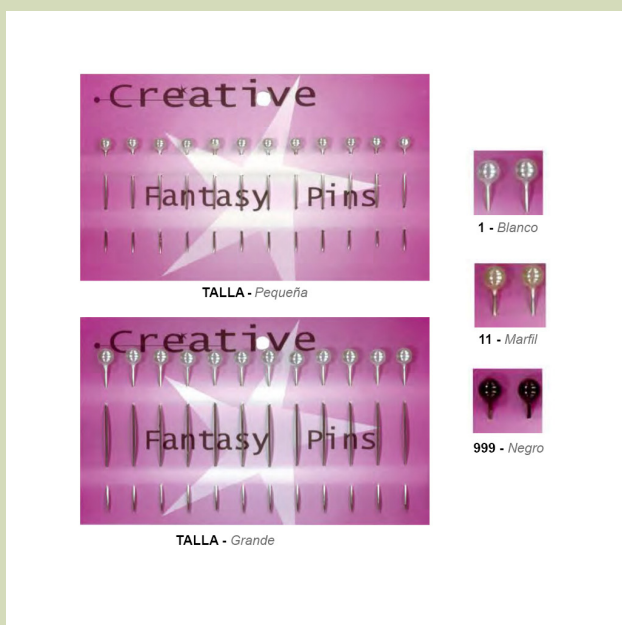 Creative
Fantasy Pins
TALLA - Pequeña
Creative
Fantasy Pins
TALLA - Grande
1 - Blanco
11 - Marfil
999 - Negro